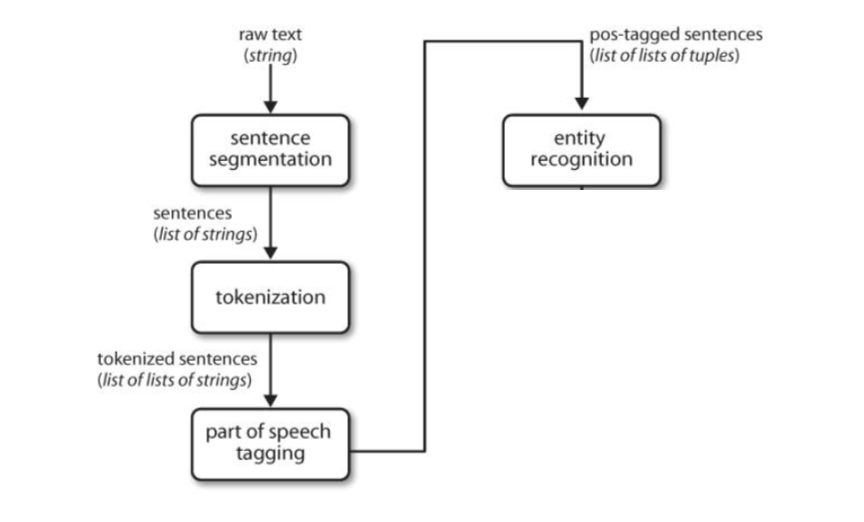 raw text
(string)
sentence
segmentation
sentences
(list of strings)
tokenization
tokenized sentences
(list of lists of strings)
part of speech
tagging
pos-tagged sentences
(list of lists of tuples)
entity
recognition